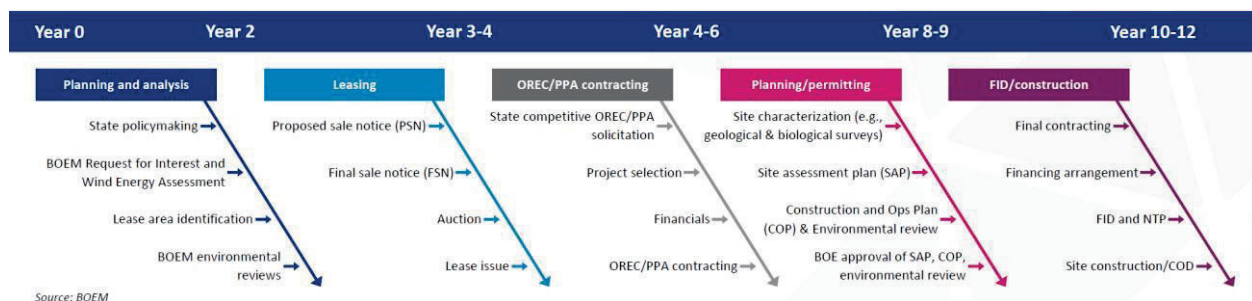 Year 0
Year 2
Year 3-4
Year 4-6
Year 8-9
Year 10-12
Planning and analysis
State policymaking
BOEM Request for Interest and
Wind Energy Assessment
Lease area identification
BOEM environmental
reviews
Leasing
Proposed sale notice (PSN)
Final sale notice (FSN)
Auction
Lease issue
OREC/PPA contracting
State competitive OREC/PPA
solicitation
Project selection
Financials
OREC/PPA contracting
Planning/permitting
Site characterization (e.g.,
geological & biological surveys)
Site assessment plan (SAP)
Construction and Ops Plan
(COP) & Environmental review
BOE approval of SAP, COP,
environmental review
FID/construction
Final contracting
Financing arrangement
FID and NTP
Site construction/COD
Source: BOEM